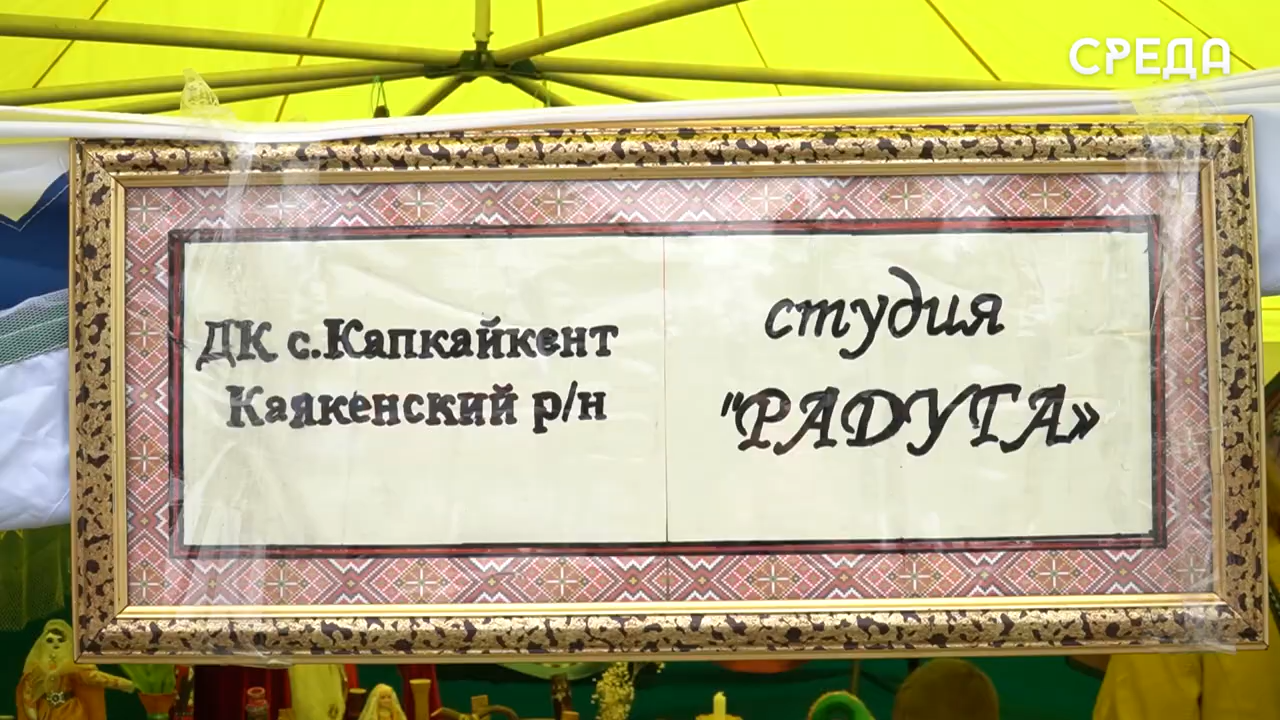 СРЕДА
ДК с.Капкайкент
Каякенский р/н
студия
"РАДУГА»